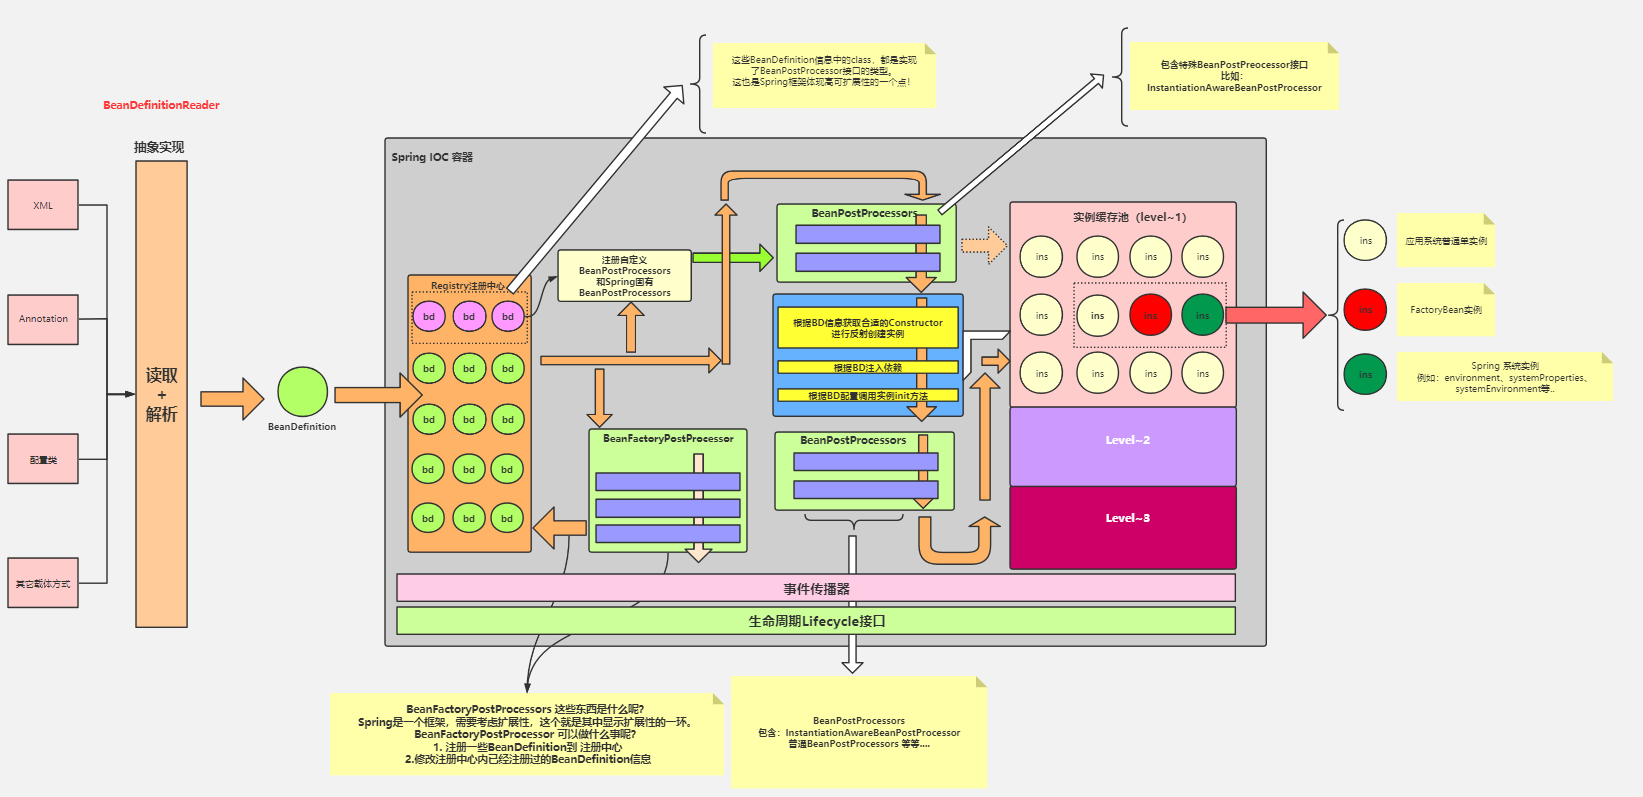 BeanDefinitionReader
抽象实现
XML
Annotation
配置类
其它载体方式
读取
+
解析
BeanDefinition
Spring IOC 容器
这些BeanDefinition信息中的class，都是实现
了BeanPostProcessor接口的类型。
这也是Spring框架体现高可扩展性的一个点！
包含特殊BeanPostPreocessor接口
比如：
InstantiationAwareBeanPostProcessor
Registry注册中心
bd bd bd
bd bd bd
bd bd bd
bd bd bd
bd bd bd
注册自定义
BeanPostProcessors
和Spring固有
BeanPostProcessors
BeanFactoryPostProcessor
BeanPostProcessors
根据BD信息获取合适的Constructor
进行反射创建实例
根据BD注入依赖
根据BD配置调用实例init方法
BeanPostProcessors
实例缓存池（level~1）
ins ins ins ins
ins ins ins ins
ins ins ins ins
Level~2
Level~3
ins
应用系统普通单实例
ins
FactoryBean实例
ins
Spring 系统实例
例如：environment、systemProperties、
systemEnvironment等..
事件传播器
生命周期Lifecycle接口
BeanFactoryPostProcessors 这些东西是什么呢?
Spring是一个框架，需要考虑扩展性，这个就是其中显示扩展性的一环。
BeanFactoryPostProcessor 可以做什么事呢?
1. 注册一些BeanDefinition到 注册中心
2.修改注册中心内已经注册过的BeanDefinition信息
BeanPostProcessors
包含：InstantiationAwareBeanPostProcessor
普通BeanPostProcessors 等等....